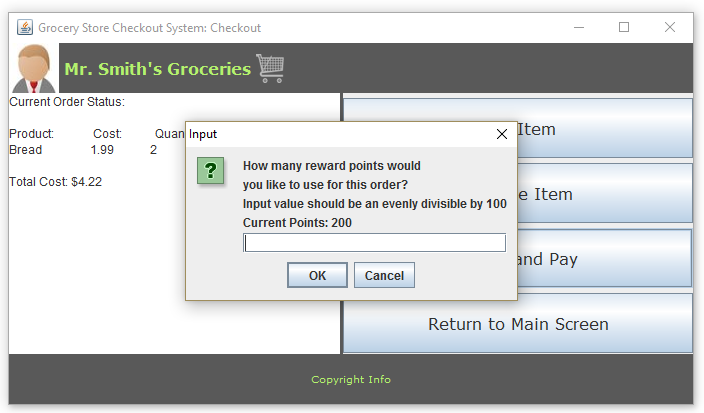 Grocery Store Checkout System: Checkout
Mr. Smith's Groceries
Current Order Status:
Product: Cost: Quan
Bread 1.99 2
Total Cost: $4.22
Input
How many reward points would
you like to use for this order?
Input value should be an evenly divisible by 100
Current Points: 200
OK Cancel
Item
e Item
and Pay
Return to Main Screen
Copyright Info